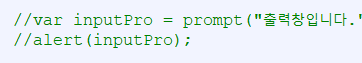 //var inputPro = prompt("출력창입니다."
//alert(inputPro);